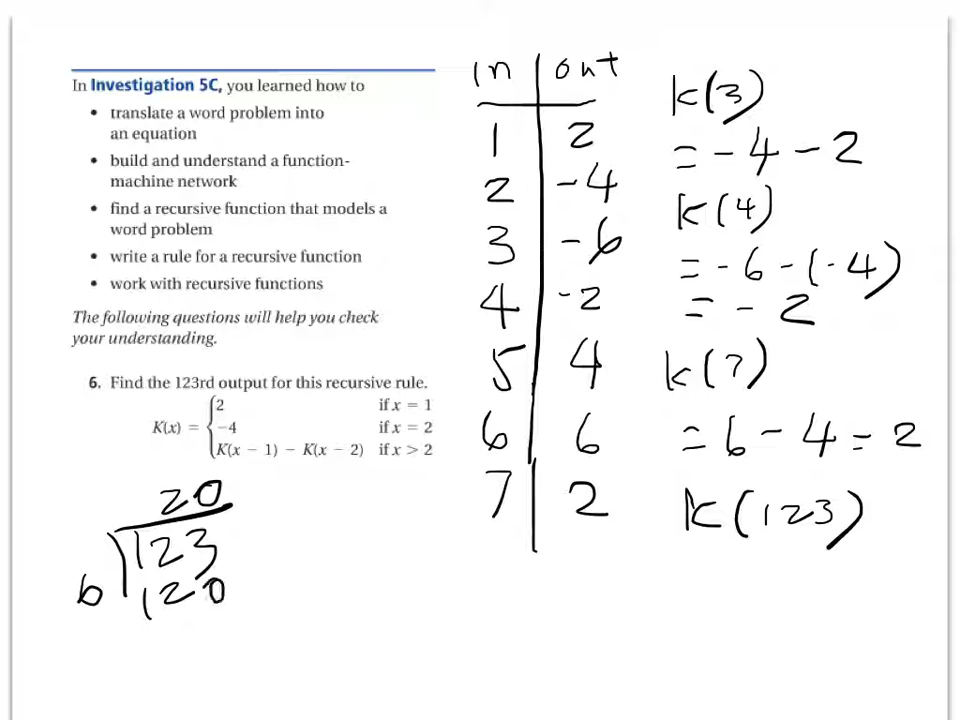 In Investigation 5C, you learned how to
• translate a word problem into
an equation
• build and understand a function-
machine network
• find a recursive function that models a
word problem
• write a rule for a recursive function
• work with recursive functions
The following questions will help you check
your understanding.
6. Find the 123rd output for this recursive rule.
K(x) = { 2 if x = 1
−4 if x = 2
K(x − 1) − K(x − 2) if x > 2
20
6 123
120
in | out
1 | 2
2 | -4
3 | -6
4 | -2
5 | 4
6 | 6
7 | 2
K(3)
= -4 - 2
K(4)
= -6 - (-4)
= -2
K(7)
= 6 - 4 = 2
K(123)